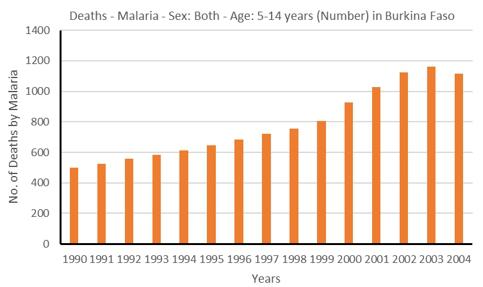 Deaths - Malaria - Sex: Both - Age: 5-14 years (Number) in Burkina Faso
1400
1200
1000
800
600
400
200
0
No. of Deaths by Malaria
1990 1991 1992 1993 1994 1995 1996 1997 1998 1999 2000 2001 2002 2003 2004
Years